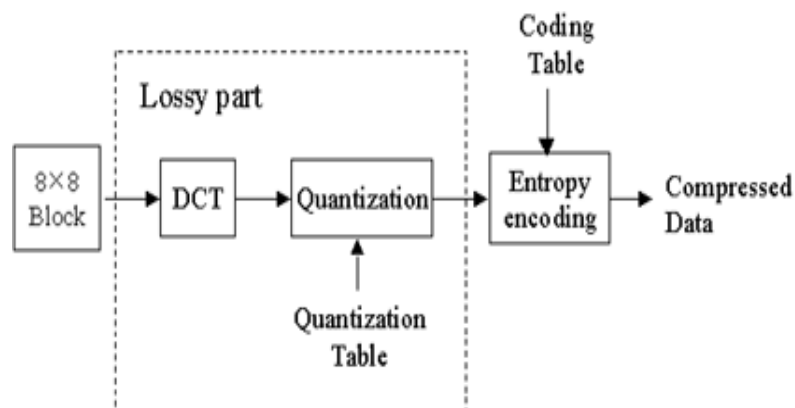 Coding
Table
Lossy part
8×8
Block
DCT
Quantization
Entropy
encoding
Compressed
Data
Quantization
Table